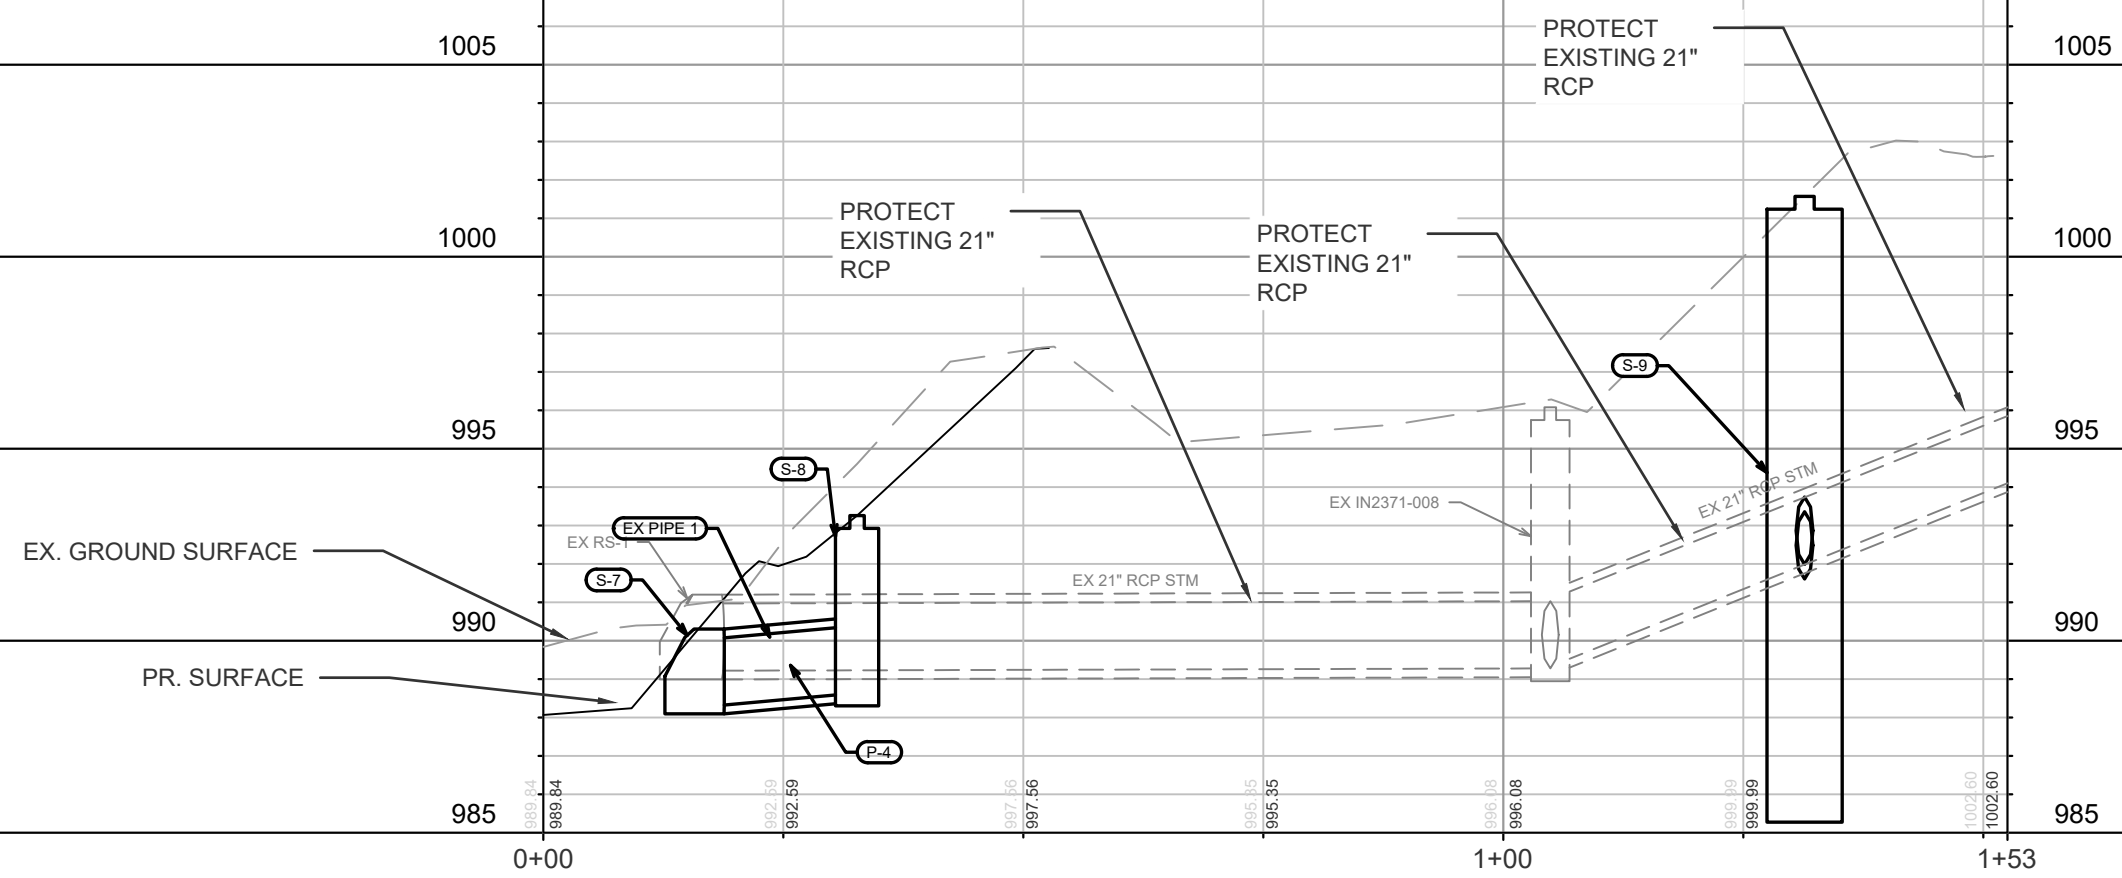 PROTECT
EXISTING 21"
RCP
1005
1005
PROTECT
EXISTING 21"
RCP
PROTECT
EXISTING 21"
RCP
1000
1000
S-9
995
995
S-8
EX 21" RCP STM
EX IN2371-008
EX PIPE 1
EX RS-1
EX. GROUND SURFACE
S-7
EX 21" RCP STM
990
990
PR. SURFACE
P-4
985
985
989.84
989.84
992.59
992.59
997.56
997.56
995.35
995.35
996.08
996.08
999.99
999.99
1002.60
1002.60
0+00
1+00
1+53